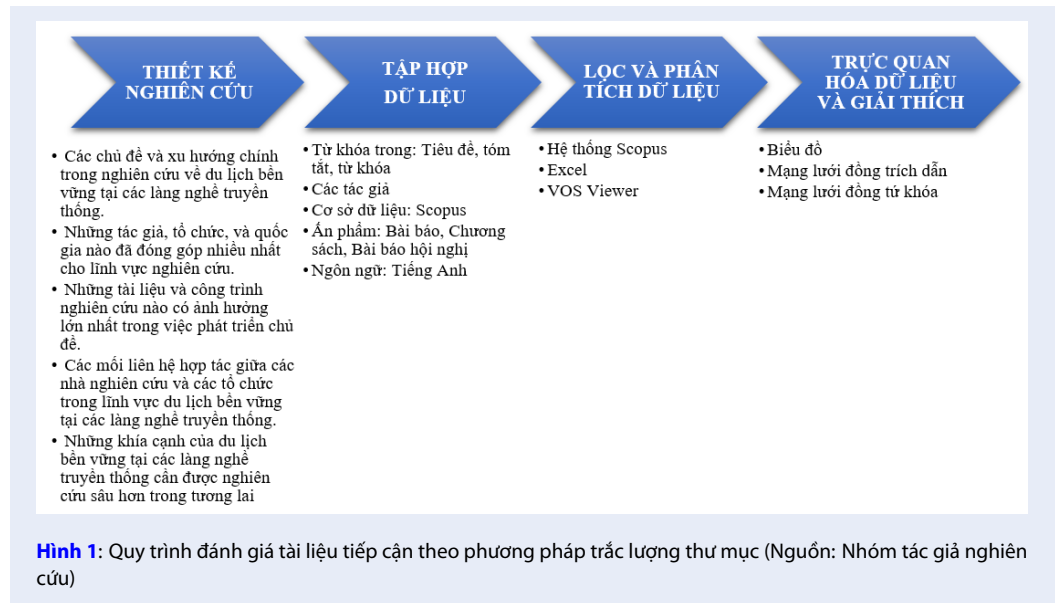 THIẾT KẾ
NGHIÊN CỨU
• Các chủ đề và xu hướng chính
trong nghiên cứu về du lịch bền
vững tại các làng nghề truyền
thống.
• Những tác giả, tổ chức, và quốc
gia nào đã đóng góp nhiều nhất
cho lĩnh vực nghiên cứu.
• Những tài liệu và công trình
nghiên cứu nào có ảnh hưởng
lớn nhất trong việc phát triển chủ
đề.
• Các mối liên hệ hợp tác giữa các
nhà nghiên cứu và các tổ chức
trong lĩnh vực du lịch bền vững
tại các làng nghề truyền thống.
• Những khía cạnh của du lịch
bền vững tại các làng nghề
truyền thống cần được nghiên
cứu sâu hơn trong tương lai
TẬP HỢP
DỮ LIỆU
• Từ khóa trong: Tiêu đề, tóm
tắt, từ khóa
• Các tác giả
• Cơ sở dữ liệu: Scopus
• Ấn phẩm: Bài báo, Chương
sách, Bài báo hội nghị
• Ngôn ngữ: Tiếng Anh
LỌC VÀ PHÂN
TÍCH DỮ LIỆU
• Hệ thống Scopus
• Excel
• VOS Viewer
TRỰC QUAN
HÓA DỮ LIỆU
VÀ GIẢI THÍCH
• Biểu đồ
• Mạng lưới đồng trích dẫn
• Mạng lưới đồng tứ khóa
Hình 1: Quy trình đánh giá tài liệu tiếp cận theo phương pháp trắc lượng thư mục (Nguồn: Nhóm tác giả nghiên
cứu)